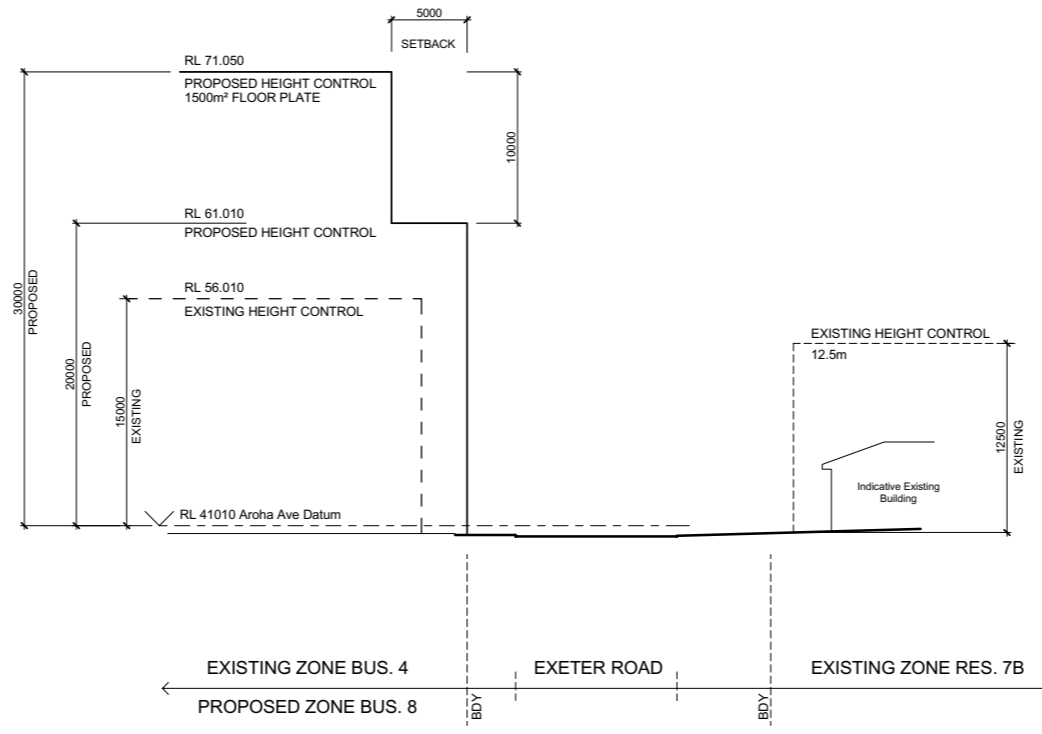 5000
SETBACK
RL 71.050
PROPOSED HEIGHT CONTROL
1500m² FLOOR PLATE
10000
30000
PROPOSED
RL 61.010
PROPOSED HEIGHT CONTROL
20000
PROPOSED
RL 56.010
EXISTING HEIGHT CONTROL
15000
EXISTING
EXISTING HEIGHT CONTROL
12.5m
12500
EXISTING
Indicative Existing
Building
RL 41010 Aroha Ave Datum
EXISTING ZONE BUS. 4
EXETER ROAD
EXISTING ZONE RES. 7B
PROPOSED ZONE BUS. 8
BDY
BDY